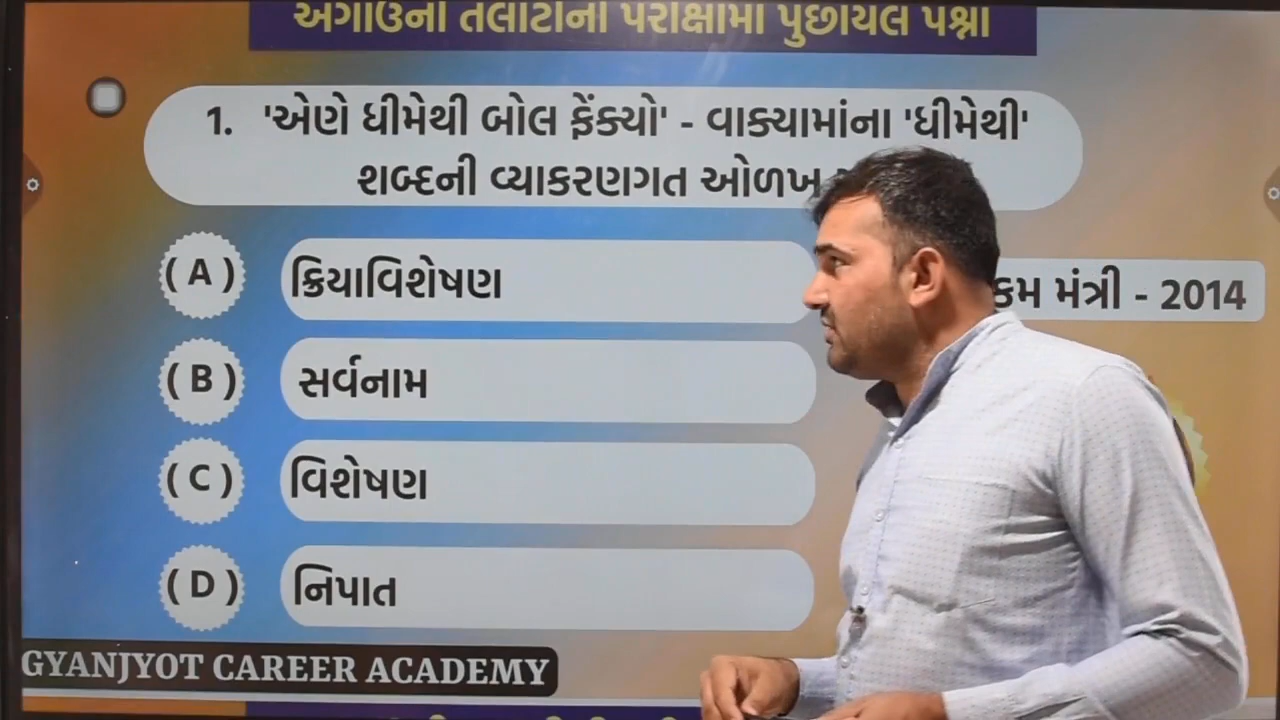 અગાઉની તલાટીની પરીક્ષામાં પુછાયેલ પ્રશ્નો
1. 'એણે ધીમેથી બોલ ફેંક્યો' - વાક્યામાંના 'ધીમેથી'
શબ્દની વ્યાકરણગત ઓળખ
(A) ક્રિયાવિશેષણ
કમ મંત્રી - 2014
(B) સર્વનામ
(C) વિશેષણ
(D) નિપાત
GYANJYOT CAREER ACADEMY